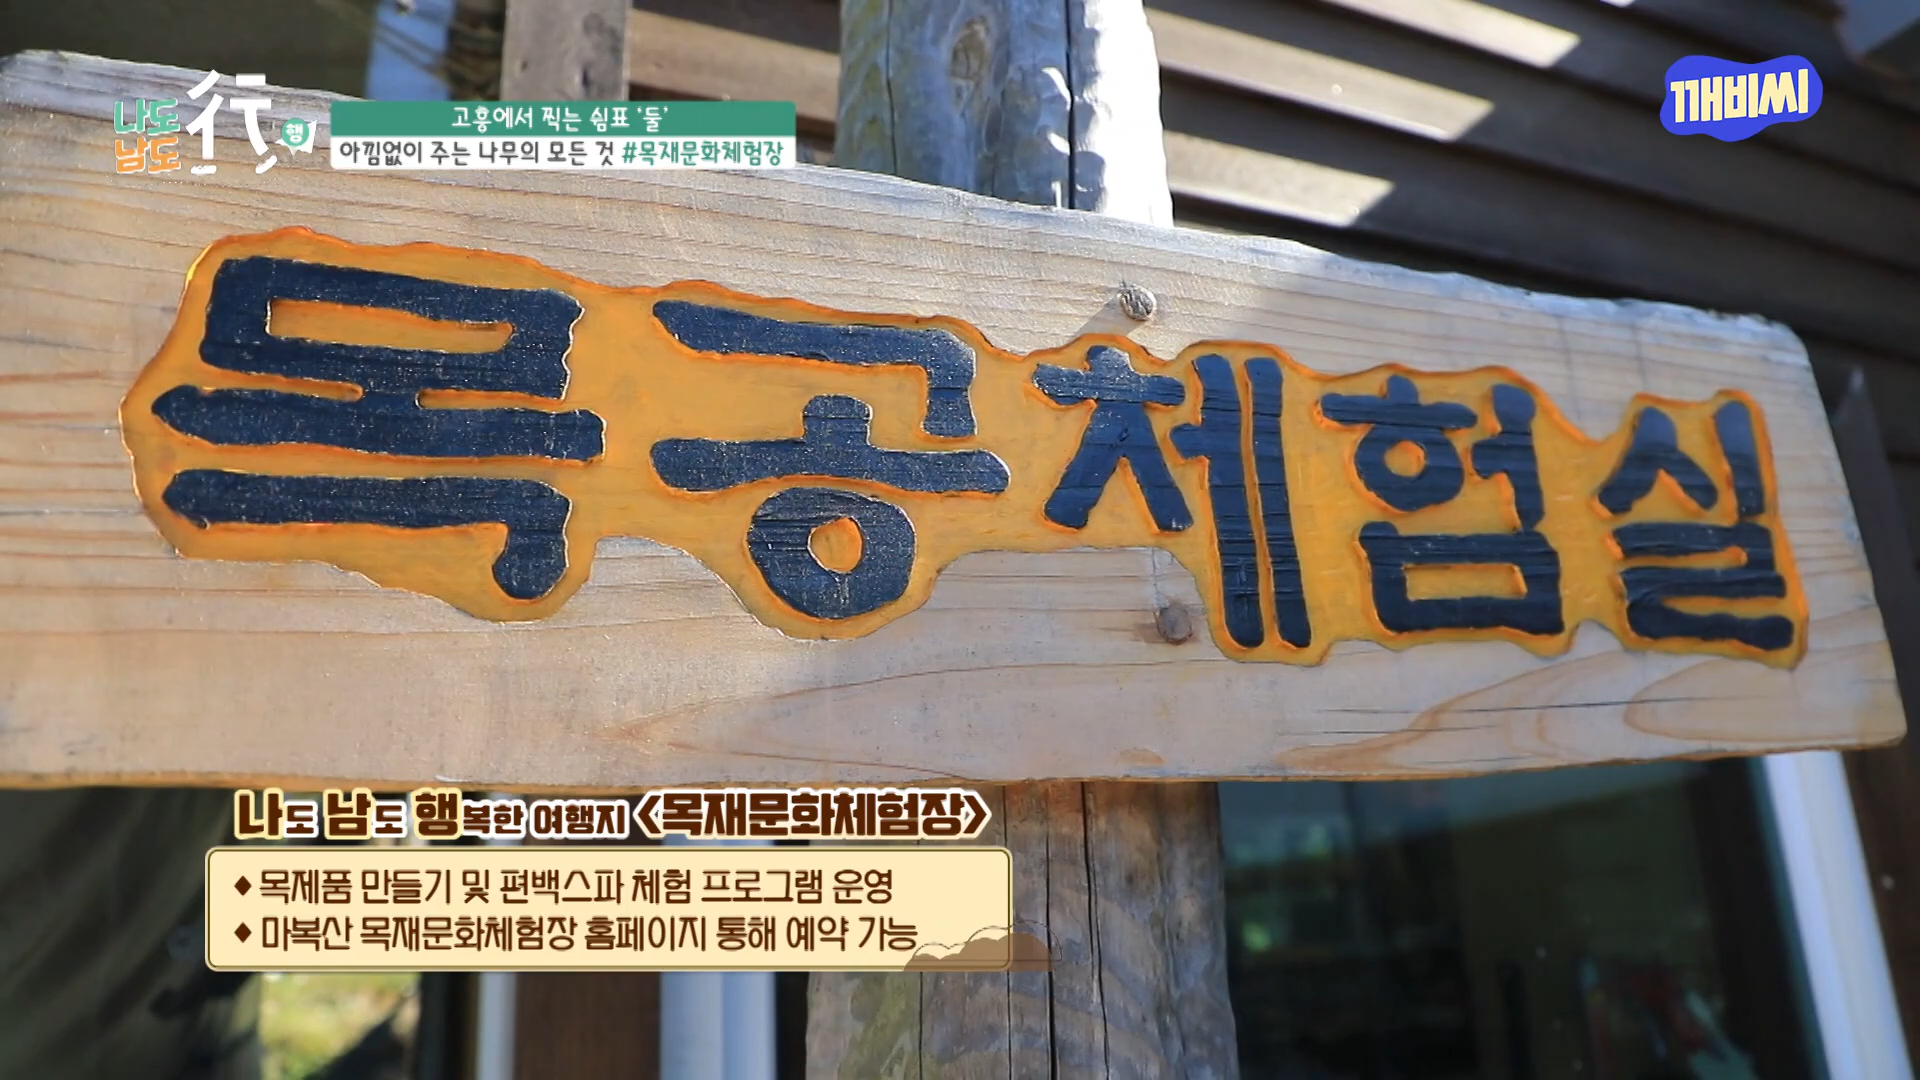 나도
남도
行
행
고흥에서 찍는 쉼표 ‘둘’
아낌없이 주는 나무의 모든 것 #목재문화체험장
깨비씨
목공체험실
나도 남도 행복한 여행지 <목재문화체험장>
♦ 목제품 만들기 및 편백스파 체험 프로그램 운영
♦ 마복산 목재문화체험장 홈페이지 통해 예약 가능